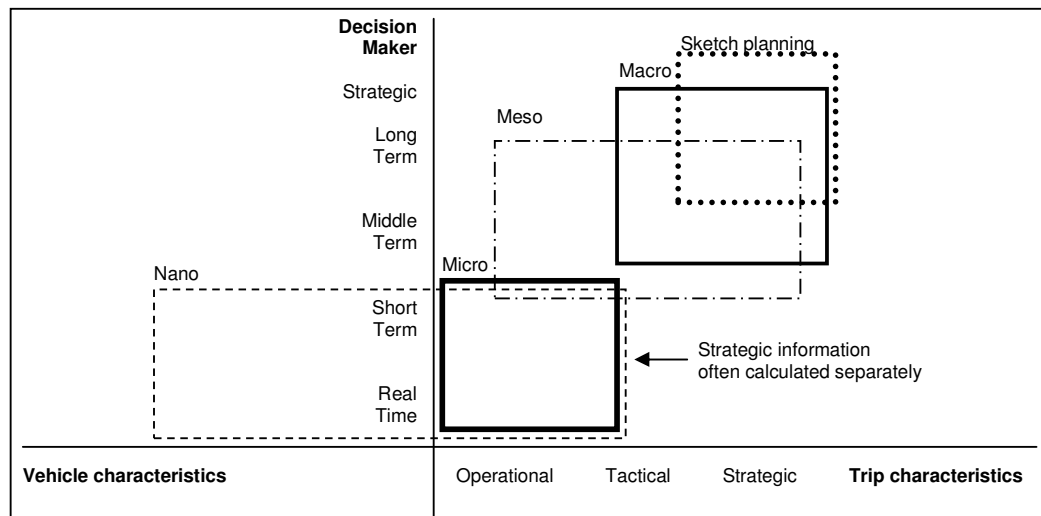 Decision
Maker
Sketch planning
Macro
Strategic
Meso
Long
Term
Middle
Term
Micro
Nano
Short
Term
Strategic information
often calculated separately
Real
Time
Vehicle characteristics
Operational
Tactical
Strategic
Trip characteristics